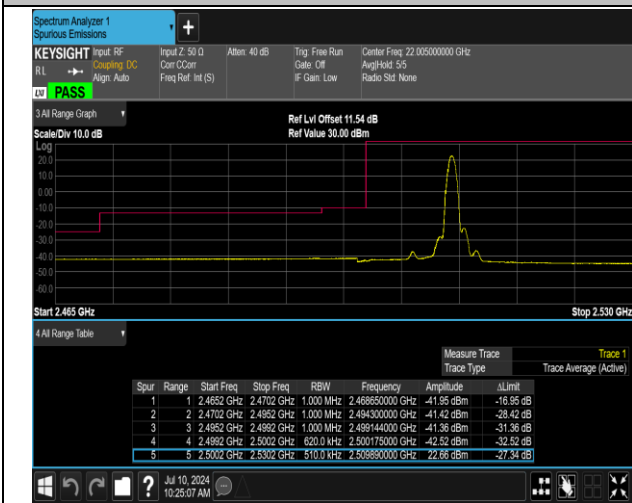 Spectrum Analyzer 1
Spurious Emissions
+
KEYSIGHT Input: RF Input Z: 50 Ω Atten: 40 dB Trig: Free Run Center Freq: 22.005000000 GHz
RL Coupling: DC Corr CCorr Gate: Off Avg|Hold: 5/5
Align: Auto Freq Ref: Int (S) IF Gain: Low Radio Std: None
LXI PASS
3 All Range Graph
Ref Lvl Offset 11.54 dB
Scale/Div 10.0 dB Ref Value 30.00 dBm
Log
20.0
10.0
0.00
-10.0
-20.0
-30.0
-40.0
-50.0
-60.0
Start 2.465 GHz Stop 2.530 GHz
4 All Range Table
Measure Trace Trace 1
Trace Type Trace Average (Active)
Spur Range Start Freq Stop Freq RBW Frequency Amplitude ΔLimit
1 1 2.4652 GHz 2.4702 GHz 1.000 MHz 2.468650000 GHz -41.95 dBm -16.95 dB
2 2 2.4702 GHz 2.4952 GHz 1.000 MHz 2.494300000 GHz -41.42 dBm -28.42 dB
3 3 2.4952 GHz 2.4992 GHz 1.000 MHz 2.499144000 GHz -41.36 dBm -31.36 dB
4 4 2.4992 GHz 2.5002 GHz 620.0 kHz 2.500175000 GHz -42.52 dBm -32.52 dB
5 5 2.5002 GHz 2.5302 GHz 510.0 kHz 2.509890000 GHz 22.66 dBm -27.34 dB
? Jul 10, 2024
10:25:07 AM